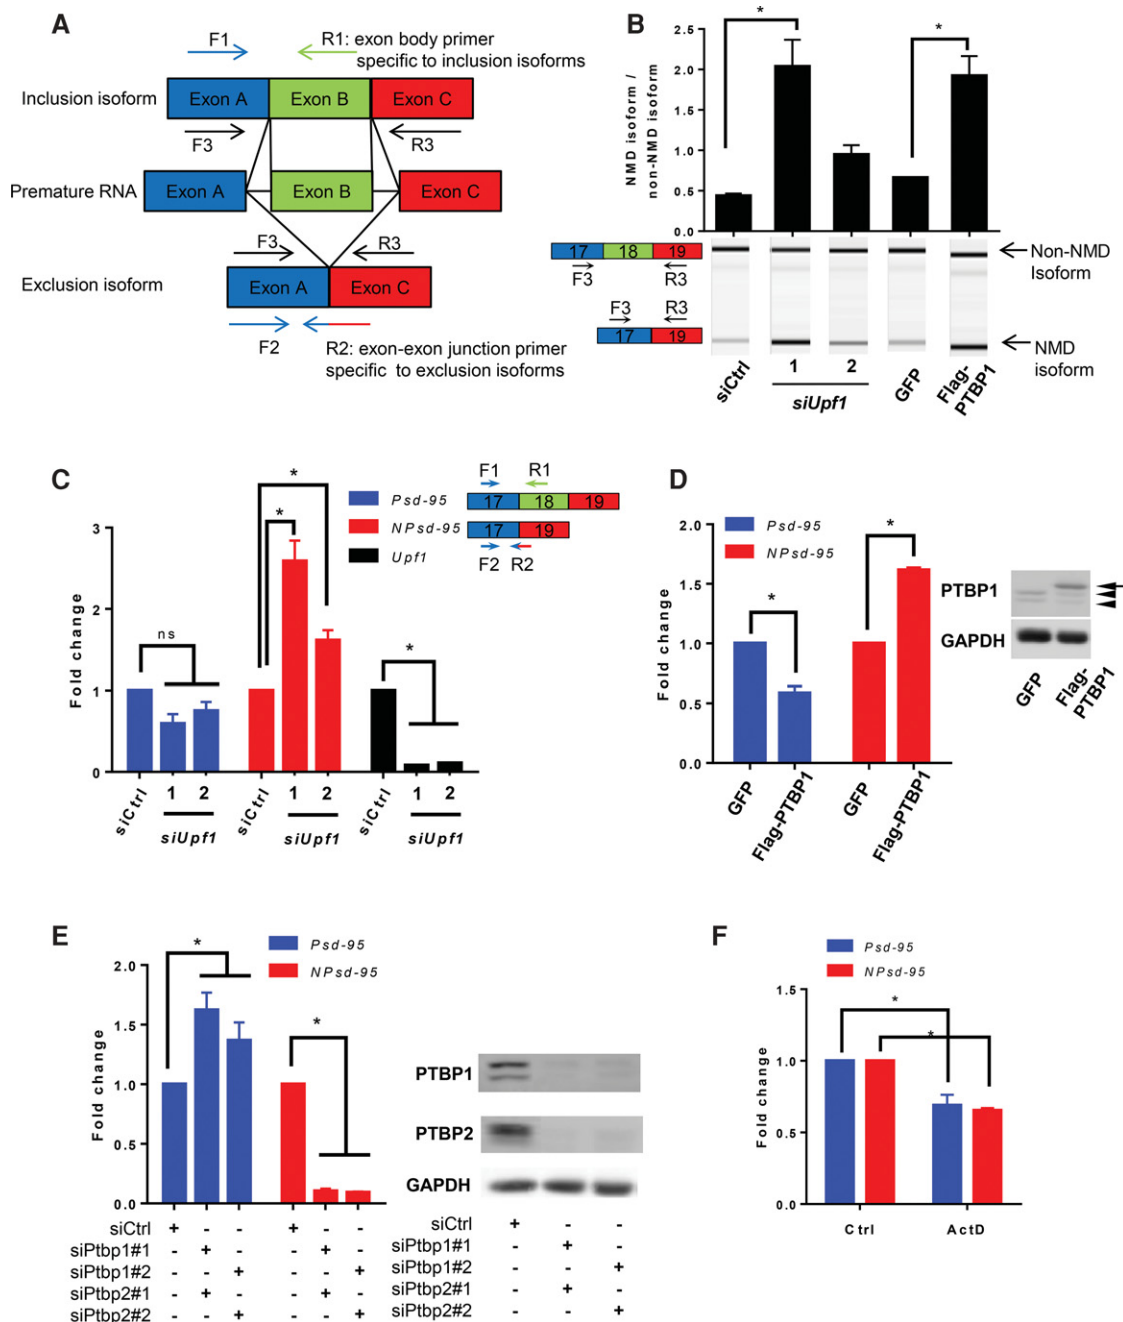 A
F1
R1: exon body primer
specific to inclusion isoforms
Inclusion isoform
Exon A
Exon B
Exon C
F3
R3
Premature RNA
Exon A
Exon B
Exon C
F3
R3
Exclusion isoform
Exon A
Exon C
F2
R2: exon-exon junction primer
specific to exclusion isoforms
B
NMD isoform /
non-NMD isoform
2.5
2.0
1.5
1.0
0.5
0
*
*
17
18
19
F3
R3
F3
R3
17
19
Non-NMD
Isoform
NMD
isoform
siCtrl
1
2
siUpf1
GFP
Flag-
PTBP1
C
Psd-95
NPsd-95
Upf1
F1
R1
17
18
19
17
19
F2
R2
Fold change
3
2
1
0
ns
*
*
*
siCtrl
1
2
siUpf1
siCtrl
1
2
siUpf1
siCtrl
1
2
siUpf1
D
Psd-95
NPsd-95
Fold change
2.0
1.5
1.0
0.5
0.0
*
*
GFP
Flag-PTBP1
GFP
Flag-PTBP1
PTBP1
GAPDH
GFP
Flag-
PTBP1
E
Psd-95
NPsd-95
Fold change
2.0
1.5
1.0
0.5
0.0
*
*
siCtrl + - - + - -
siPtbp1#1 - + - - + -
siPtbp1#2 - - + - - +
siPtbp2#1 - + - - + -
siPtbp2#2 - - + - - +
PTBP1
PTBP2
GAPDH
siCtrl + - -
siPtbp1#1 - + -
siPtbp1#2 - - +
siPtbp2#1 - + -
siPtbp2#2 - - +
F
Psd-95
NPsd-95
Fold change
1.5
1.0
0.5
0.0
*
*
Ctrl
ActD